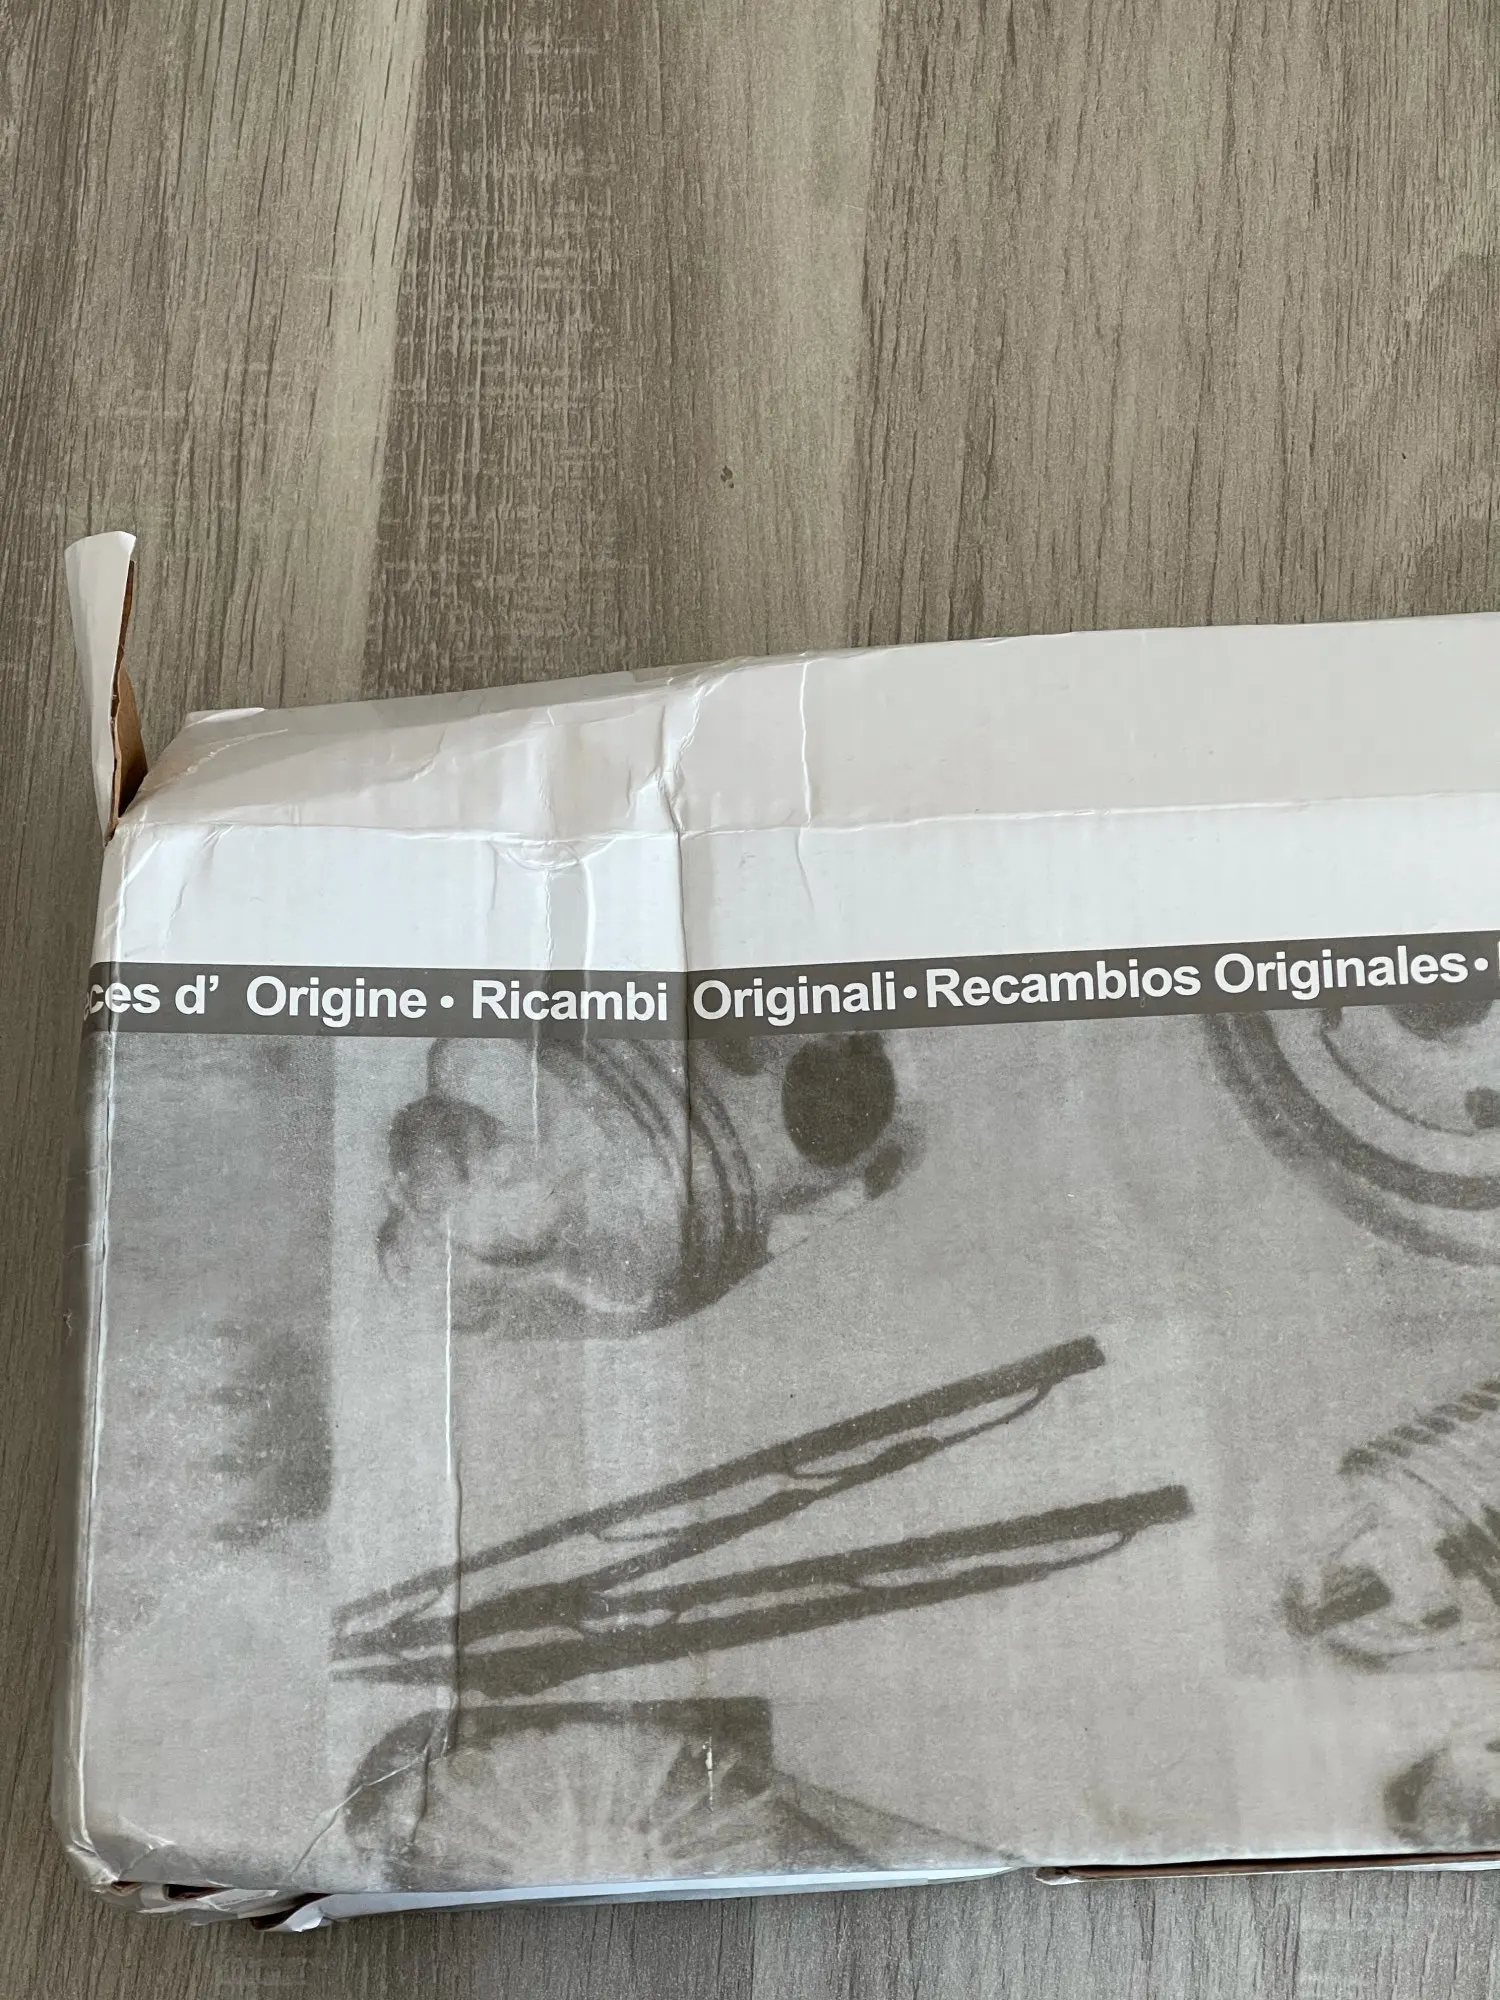 ces d' Origine • Ricambi Originali • Recambios Originales •